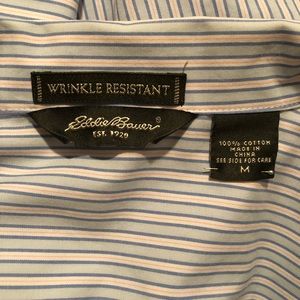 WRINKLE RESISTANT
Eddie Bauer®
EST. 1920
100% COTTON
MADE IN
CHINA
SEE SIDE FOR CARE
M